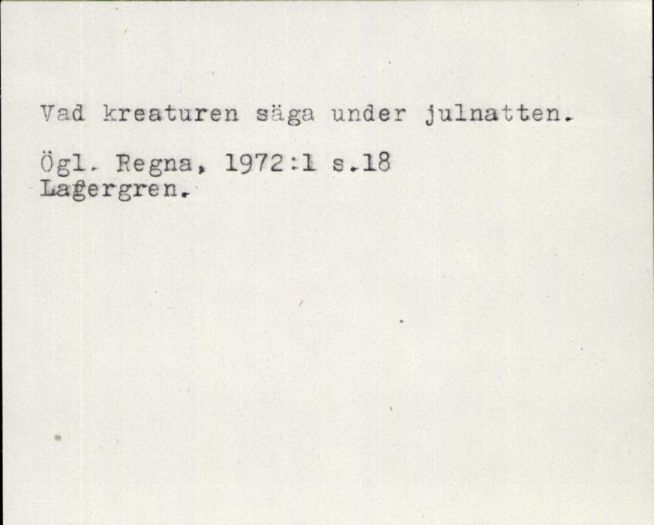 Vad kreaturen säga under julnatten.
Ögl. Regna, 1972:1 s.18
Lagergren.